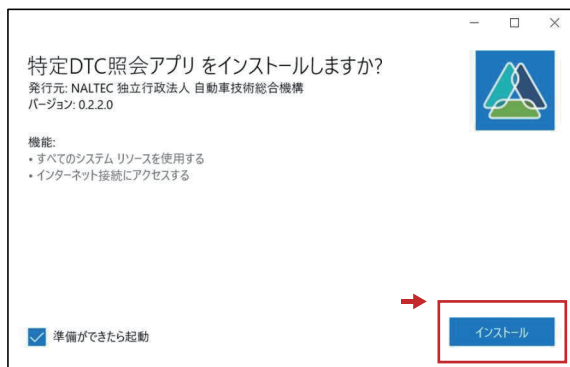 特定DTC照会アプリ をインストールしますか?
発行元: NALTEC 独立行政法人 自動車技術総合機構
バージョン: 0.2.2.0
機能:
• すべてのシステム リソースを使用する
• インターネット接続にアクセスする
準備ができたら起動
インストール